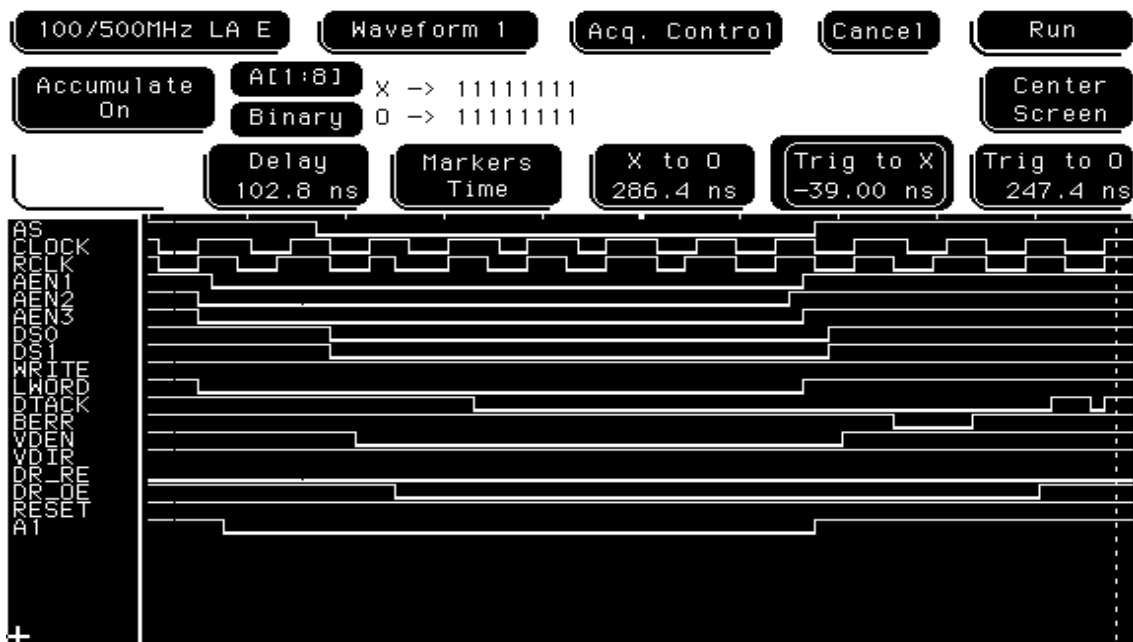 100/500MHz LA E Waveform 1 Acq. Control Cancel Run
Accumulate On
A[1:8] X -> 11111111
Binary O -> 11111111
Center Screen
Delay 102.8 ns
Markers Time
X to O 286.4 ns
Trig to X -39.00 ns
Trig to O 247.4 ns
AS
CLOCK
RCLK
AEN1
AEN2
AEN3
DS0
DS1
WRITE
LWORD
DTACK
BERR
VDEN
VDIR
DR_RE
DR_OE
RESET
A1